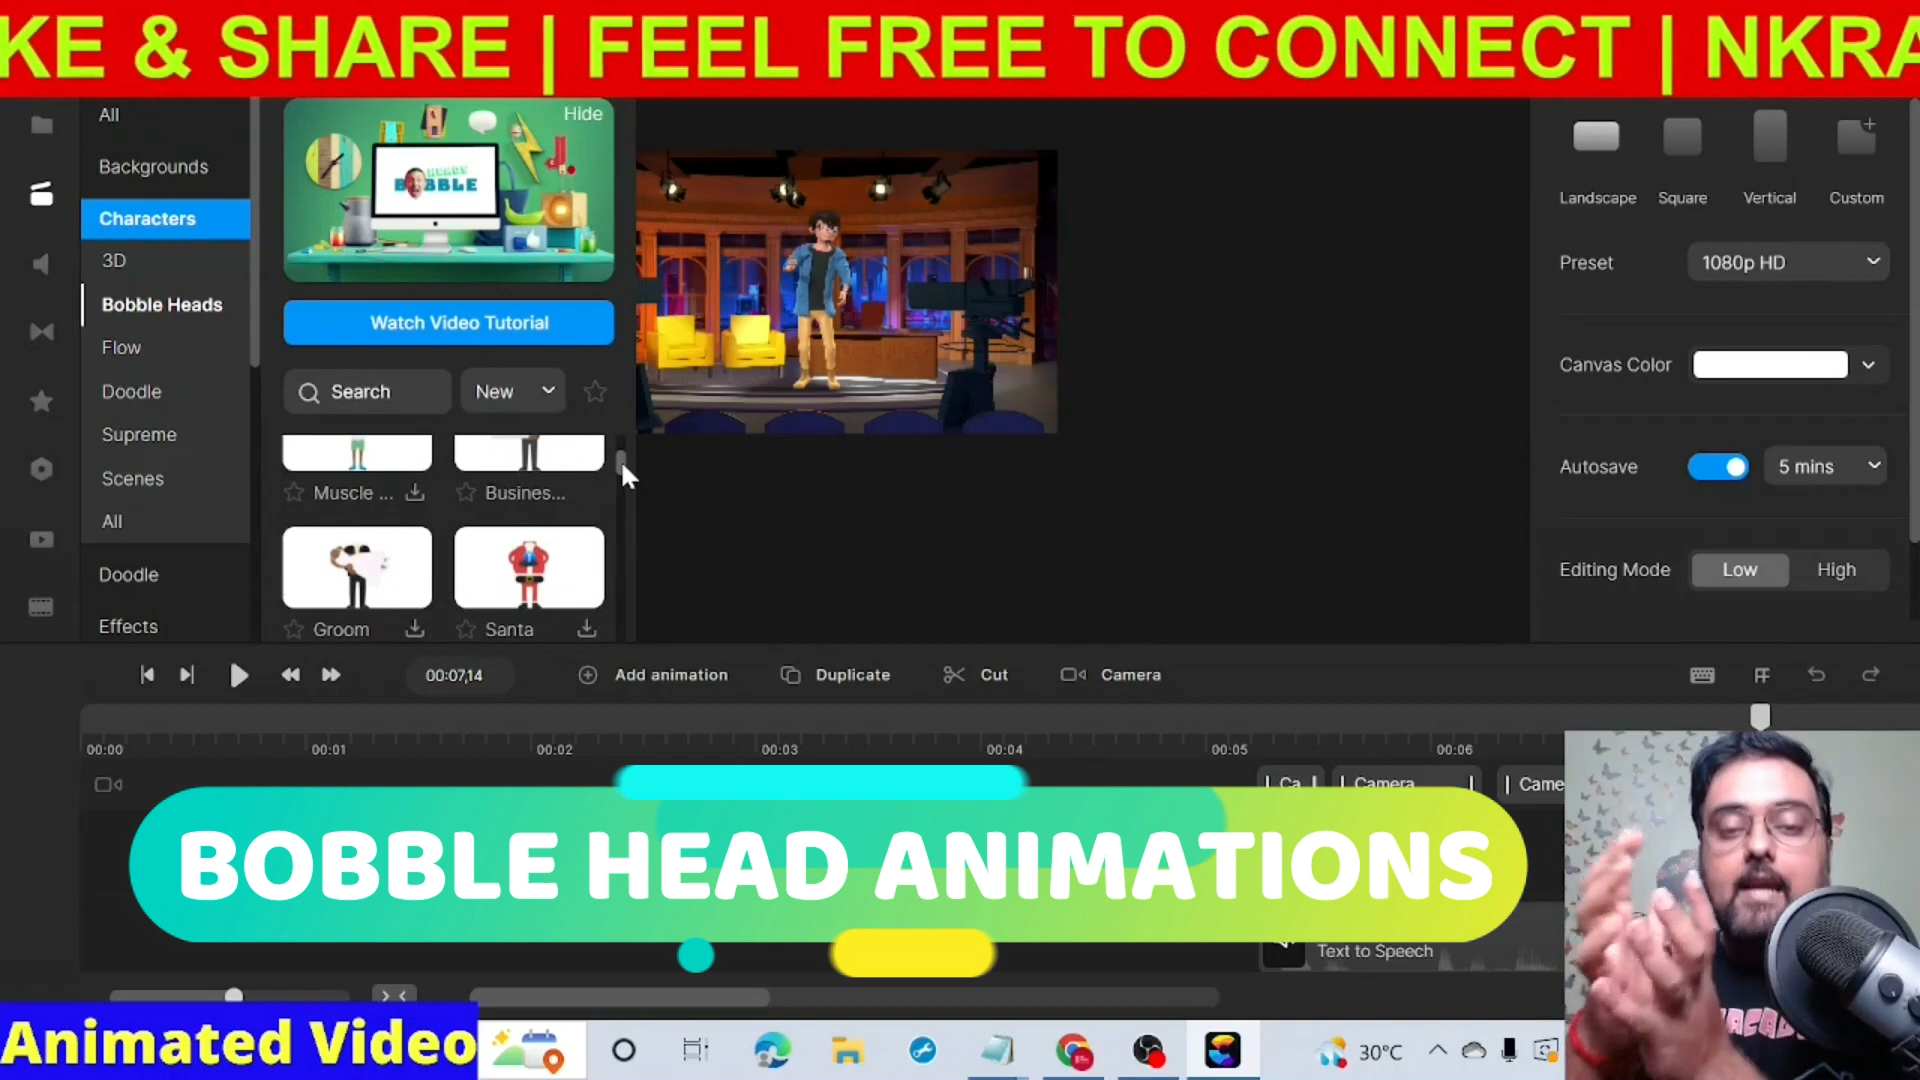 KE & SHARE | FEEL FREE TO CONNECT | NKRA
All
Backgrounds
Characters
3D
Bobble Heads
Flow
Doodle
Supreme
Scenes
All
Doodle
Effects
Hide
HEADS
BOBBLE
Watch Video Tutorial
Search
New
Muscle ...
Busines...
Groom
Santa
Landscape
Square
Vertical
Custom
Preset
1080p HD
Canvas Color
Autosave
5 mins
Editing Mode
Low
High
00:07,14
Add animation
Duplicate
Cut
Camera
00:00
00:01
00:02
00:03
00:04
00:05
00:06
Ca
Camera
Came
BOBBLE HEAD ANIMATIONS
Text to Speech
Animated Video
30°C